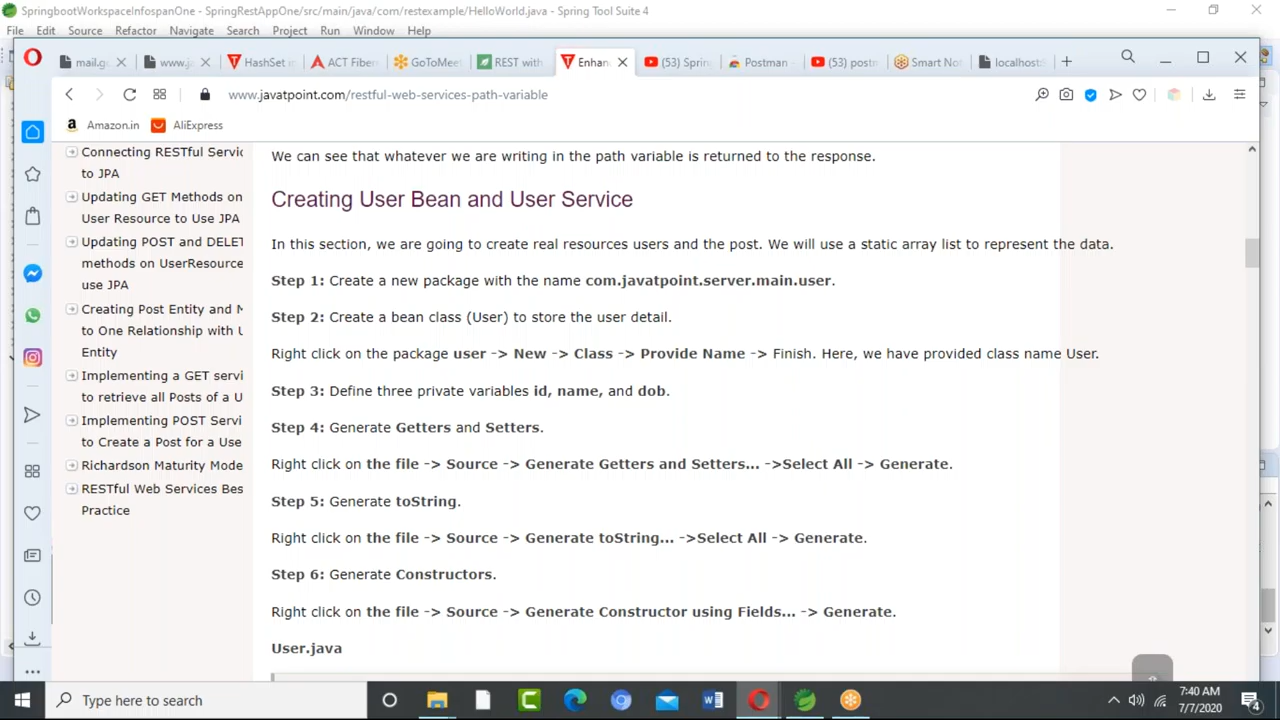 SpringbootWorkspaceInfospanOne - SpringRestAppOne/src/main/java/com/restexample/HelloWorld.java - Spring Tool Suite 4
File Edit Source Refactor Navigate Search Project Run Window Help
mail.g www.ja HashSet i ACT Fiber GoToMee REST with Enhan (53) Sprin Postman (53) postm Smart No localhost:
www.javatpoint.com/restful-web-services-path-variable
Amazon.in AliExpress
Connecting RESTful Servic
to JPA
Updating GET Methods on
User Resource to Use JPA
Updating POST and DELET
methods on UserResource
use JPA
Creating Post Entity and M
to One Relationship with U
Entity
Implementing a GET servi
to retrieve all Posts of a U
Implementing POST Servi
to Create a Post for a Use
Richardson Maturity Mode
RESTful Web Services Bes
Practice
We can see that whatever we are writing in the path variable is returned to the response.
Creating User Bean and User Service
In this section, we are going to create real resources users and the post. We will use a static array list to represent the data.
Step 1: Create a new package with the name com.javatpoint.server.main.user.
Step 2: Create a bean class (User) to store the user detail.
Right click on the package user -> New -> Class -> Provide Name -> Finish. Here, we have provided class name User.
Step 3: Define three private variables id, name, and dob.
Step 4: Generate Getters and Setters.
Right click on the file -> Source -> Generate Getters and Setters... ->Select All -> Generate.
Step 5: Generate toString.
Right click on the file -> Source -> Generate toString... ->Select All -> Generate.
Step 6: Generate Constructors.
Right click on the file -> Source -> Generate Constructor using Fields... -> Generate.
User.java
Type here to search
7:40 AM
7/7/2020
4